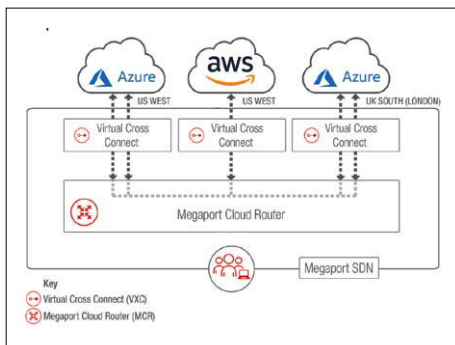 Azure
aws
Azure
US WEST
US WEST
UK SOUTH (LONDON)
Virtual Cross
Connect
Virtual Cross
Connect
Virtual Cross
Connect
Megaport Cloud Router
Megaport SDN
Key
Virtual Cross Connect (VXC)
Megaport Cloud Router (MCR)